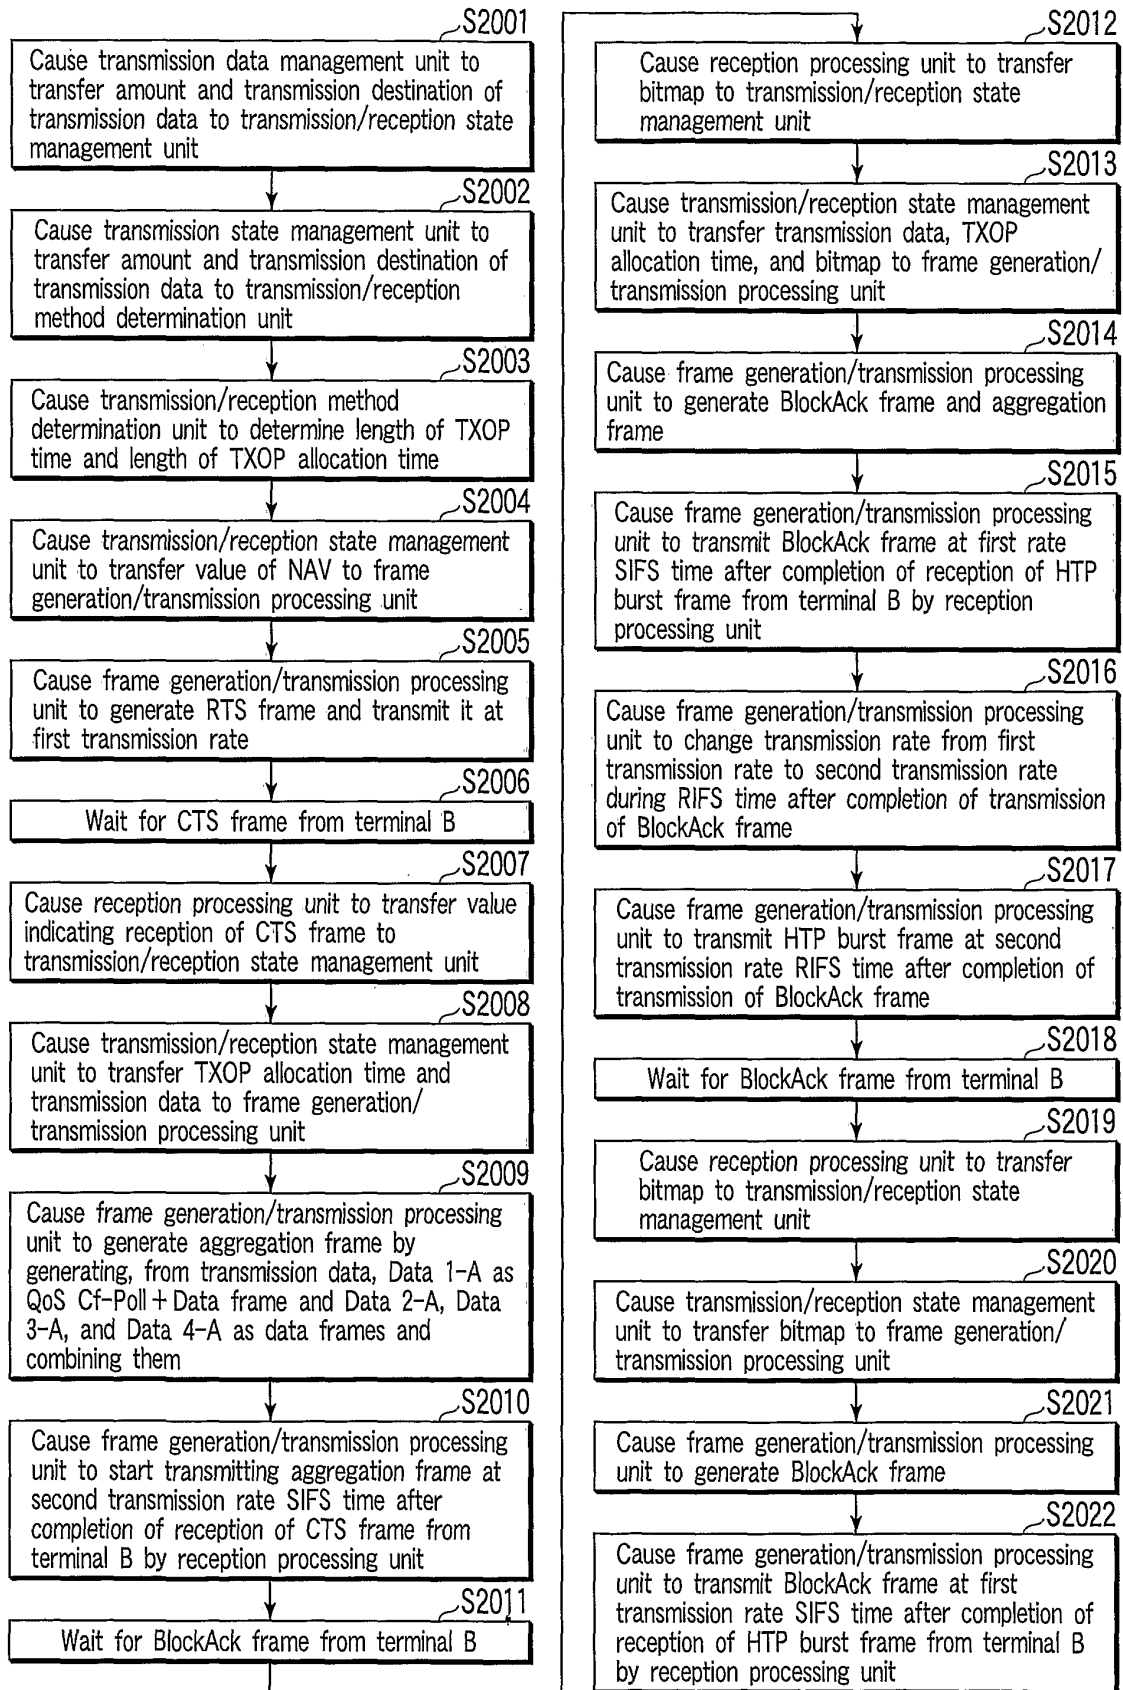 S2001
Cause transmission data management unit to
transfer amount and transmission destination of
transmission data to transmission/reception state
management unit
S2002
Cause transmission state management unit to
transfer amount and transmission destination of
transmission data to transmission/reception
method determination unit
S2003
Cause transmission/reception method
determination unit to determine length of TXOP
time and length of TXOP allocation time
S2004
Cause transmission/reception state management
unit to transfer value of NAV to frame
generation/transmission processing unit
S2005
Cause frame generation/transmission processing
unit to generate RTS frame and transmit it at
first transmission rate
S2006
Wait for CTS frame from terminal B
S2007
Cause reception processing unit to transfer value
indicating reception of CTS frame to
transmission/reception state management unit
S2008
Cause transmission/reception state management
unit to transfer TXOP allocation time and
transmission data to frame generation/
transmission processing unit
S2009
Cause frame generation/transmission processing
unit to generate aggregation frame by
generating, from transmission data, Data 1-A as
QoS Cf-Poll+Data frame and Data 2-A, Data
3-A, and Data 4-A as data frames and
combining them
S2010
Cause frame generation/transmission processing
unit to start transmitting aggregation frame at
second transmission rate SIFS time after
completion of reception of CTS frame from
terminal B by reception processing unit
S2011
Wait for BlockAck frame from terminal B
S2012
Cause reception processing unit to transfer
bitmap to transmission/reception state
management unit
S2013
Cause transmission/reception state management
unit to transfer transmission data, TXOP
allocation time, and bitmap to frame generation/
transmission processing unit
S2014
Cause frame generation/transmission processing
unit to generate BlockAck frame and aggregation
frame
S2015
Cause frame generation/transmission processing
unit to transmit BlockAck frame at first rate
SIFS time after completion of reception of HTP
burst frame from terminal B by reception
processing unit
S2016
Cause frame generation/transmission processing
unit to change transmission rate from first
transmission rate to second transmission rate
during RIFS time after completion of transmission
of BlockAck frame
S2017
Cause frame generation/transmission processing
unit to transmit HTP burst frame at second
transmission rate RIFS time after completion of
transmission of BlockAck frame
S2018
Wait for BlockAck frame from terminal B
S2019
Cause reception processing unit to transfer
bitmap to transmission/reception state
management unit
S2020
Cause transmission/reception state management
unit to transfer bitmap to frame generation/
transmission processing unit
S2021
Cause frame generation/transmission processing
unit to generate BlockAck frame
S2022
Cause frame generation/transmission processing
unit to transmit BlockAck frame at first
transmission rate SIFS time after completion of
reception of HTP burst frame from terminal B
by reception processing unit